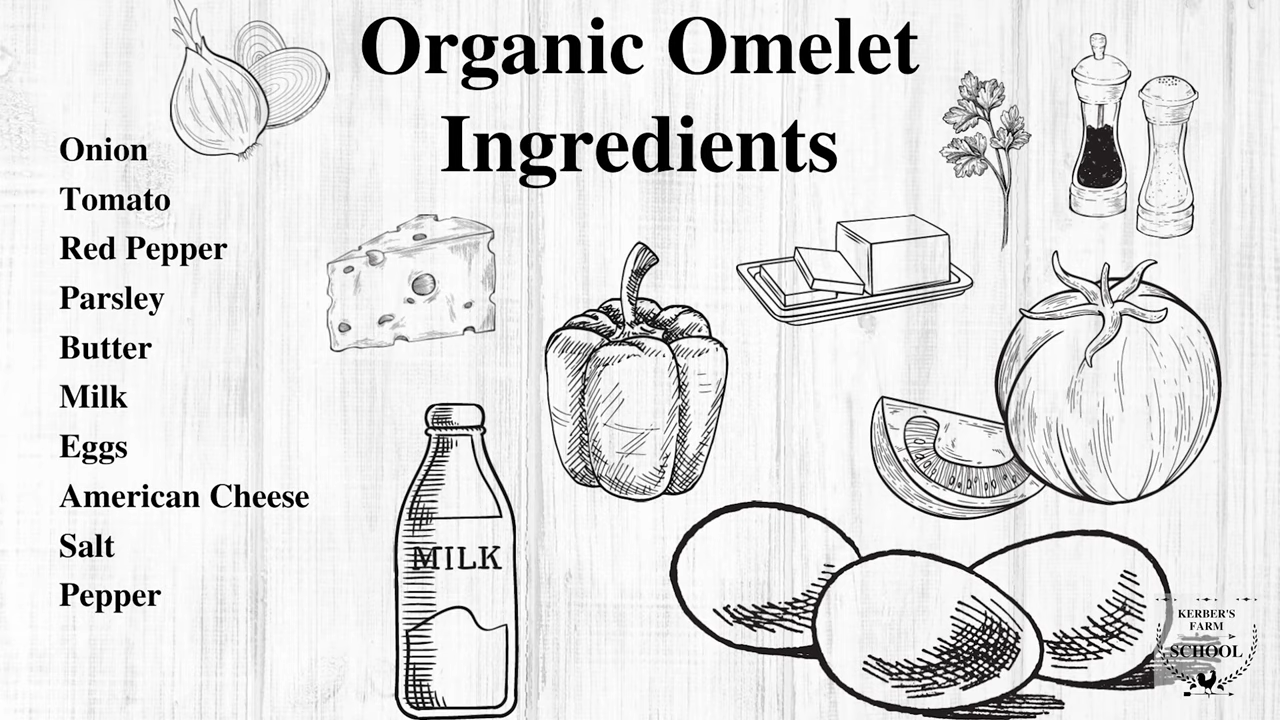 Organic Omelet
Ingredients
Onion
Tomato
Red Pepper
Parsley
Butter
Milk
Eggs
American Cheese
Salt
Pepper
MILK
KERBER'S
FARM
SCHOOL